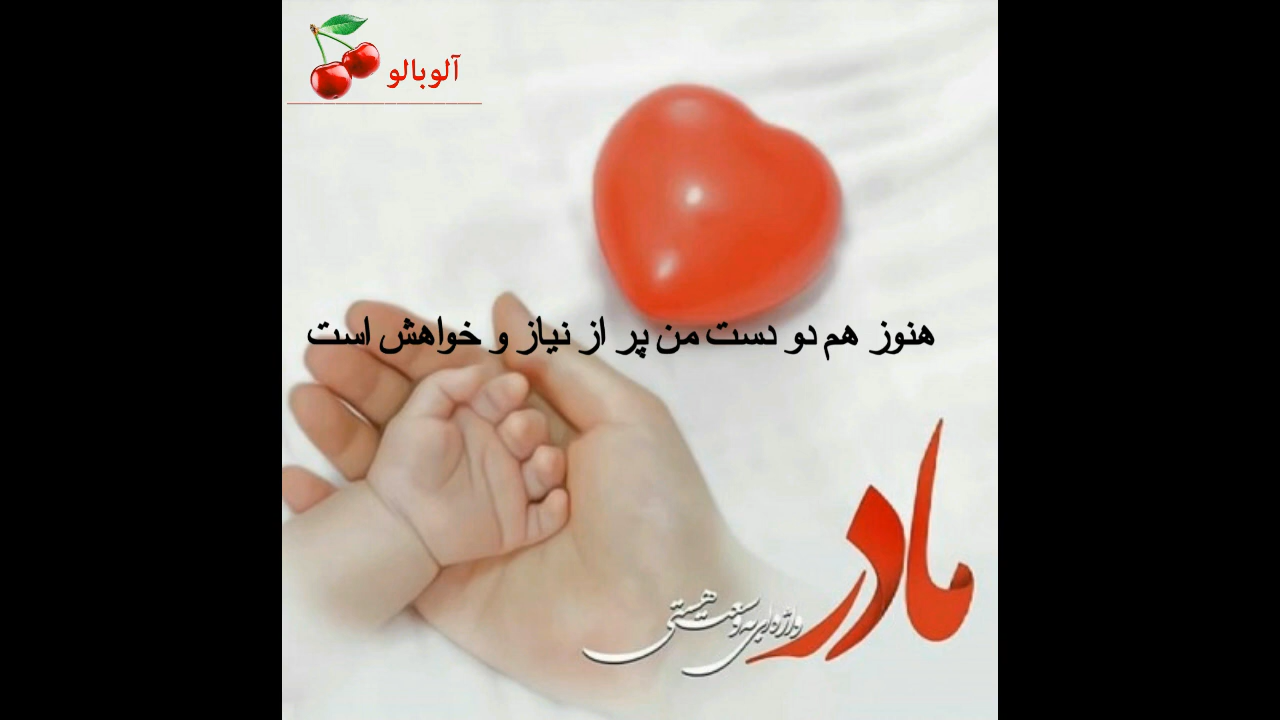 آلوبالو
هنوز هم دو دست من پر از نیاز و خواهش است
مادر
واژه‌ای به وسعت هستی